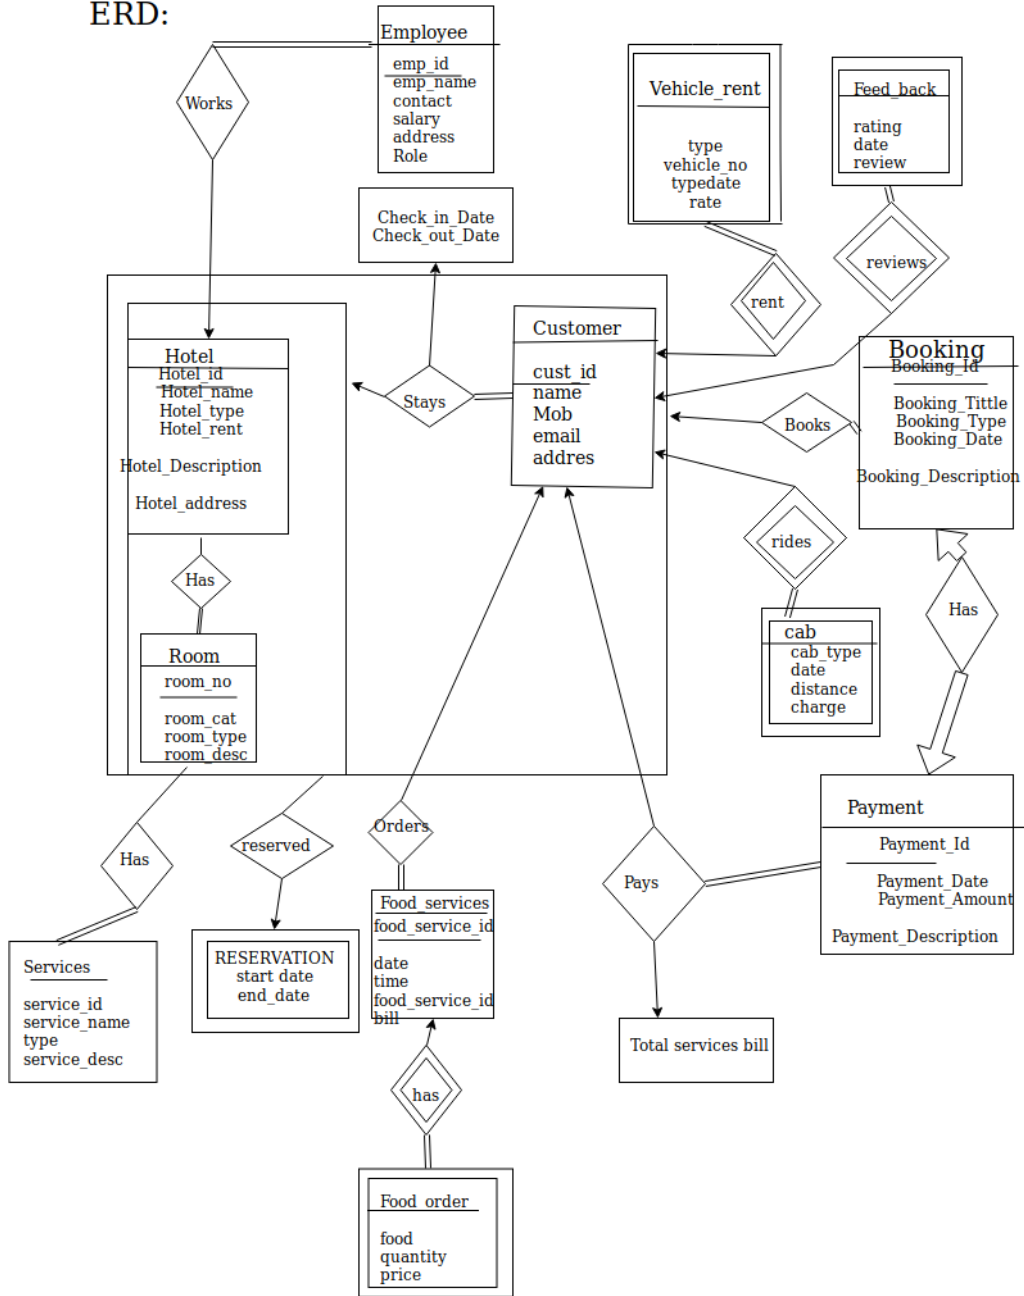 ERD:
Employee
emp_id
emp_name
contact
salary
address
Role
Works
Vehicle_rent
type
vehicle_no
typedate
rate
Feed_back
rating
date
review
Check_in_Date
Check_out_Date
reviews
rent
Hotel
Hotel_id
Hotel_name
Hotel_type
Hotel_rent
Hotel_Description
Hotel_address
Stays
Customer
cust_id
name
Mob
email
addres
Books
Booking
Booking_Id
Booking_Tittle
Booking_Type
Booking_Date
Booking_Description
rides
Has
Has
Room
room_no
room_cat
room_type
room_desc
cab
cab_type
date
distance
charge
Has
reserved
Orders
Pays
Payment
Payment_Id
Payment_Date
Payment_Amount
Payment_Description
Services
service_id
service_name
type
service_desc
RESERVATION
start date
end_date
Food_services
food_service_id
date
time
food_service_id
bill
Total services bill
has
Food_order
food
quantity
price